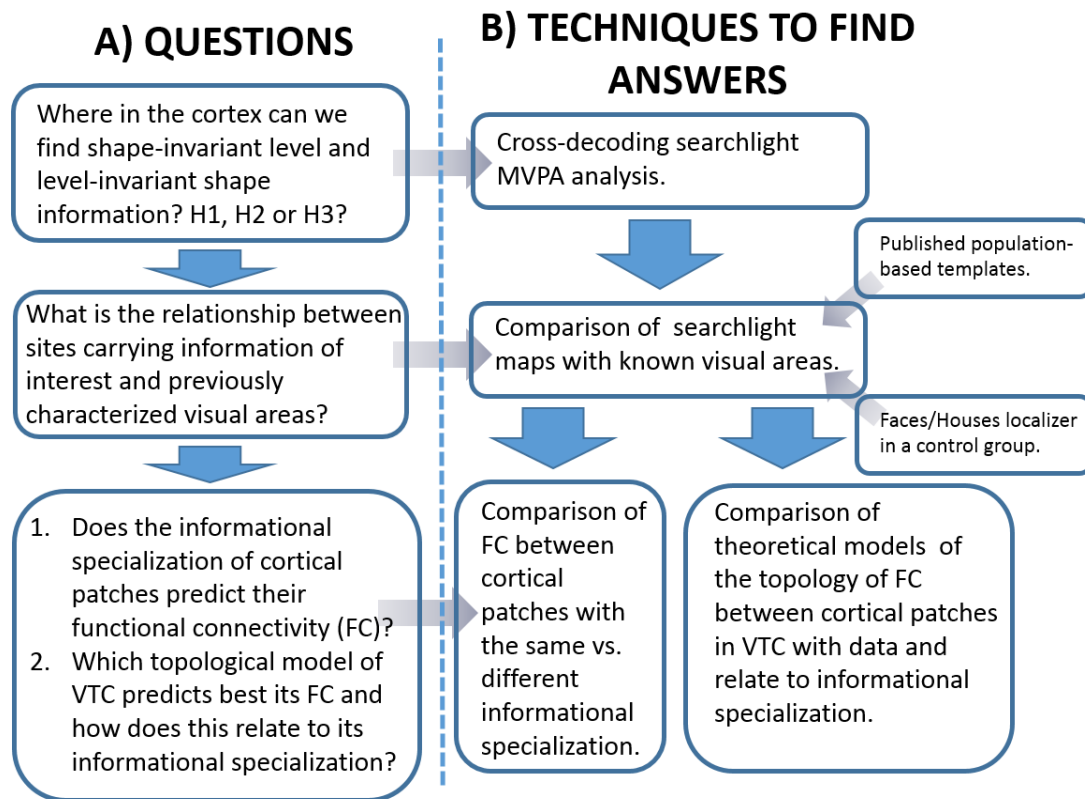 A) QUESTIONS
Where in the cortex can we
find shape-invariant level and
level-invariant shape
information? H1, H2 or H3?
What is the relationship between
sites carrying information of
interest and previously
characterized visual areas?
1. Does the informational
specialization of cortical
patches predict their
functional connectivity (FC)?
2. Which topological model of
VTC predicts best its FC and
how does this relate to its
informational specialization?
B) TECHNIQUES TO FIND
ANSWERS
Cross-decoding searchlight
MVPA analysis.
Published population-
based templates.
Comparison of searchlight
maps with known visual areas.
Faces/Houses localizer
in a control group.
Comparison of
FC between
cortical
patches with
the same vs.
different
informational
specialization.
Comparison of
theoretical models of
the topology of FC
between cortical patches
in VTC with data and
relate to informational
specialization.